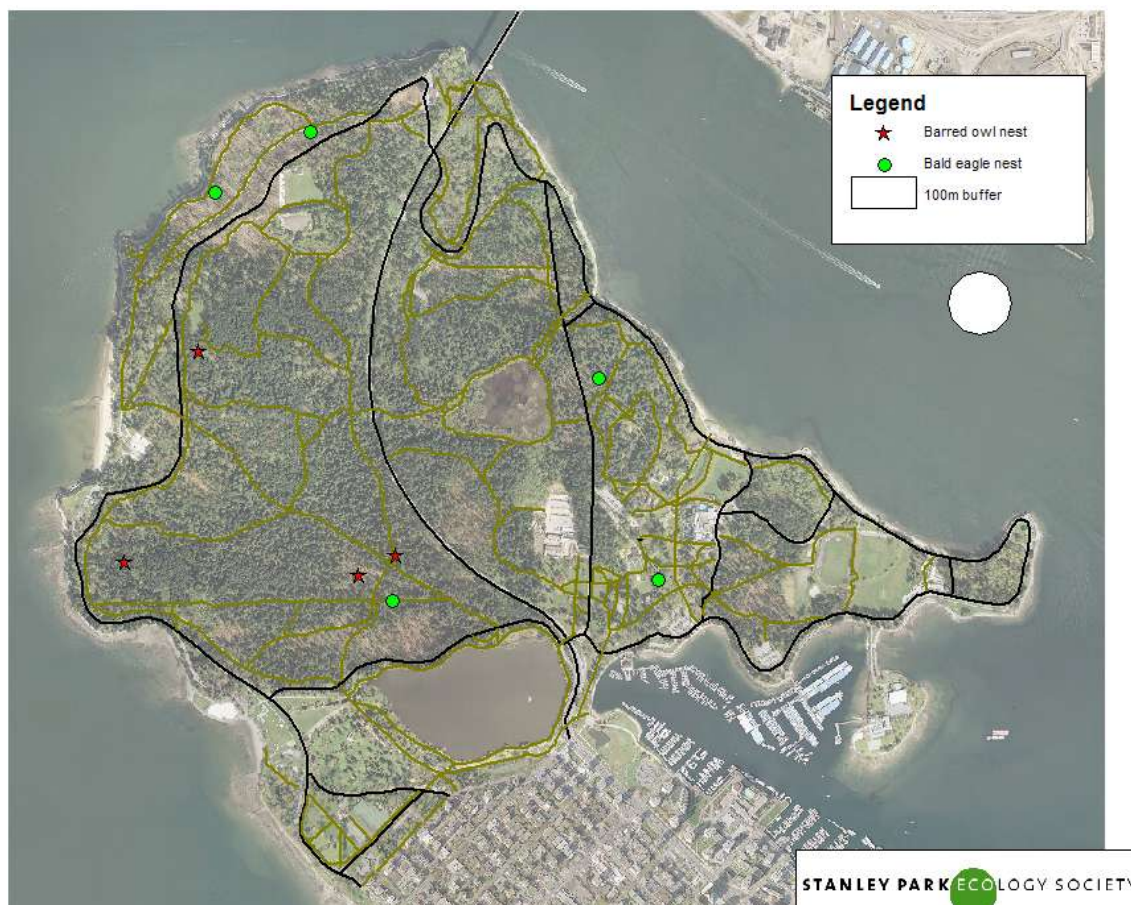 Legend
Barred owl nest
Bald eagle nest
100m buffer
STANLEY PARK ECOLOGY SOCIETY